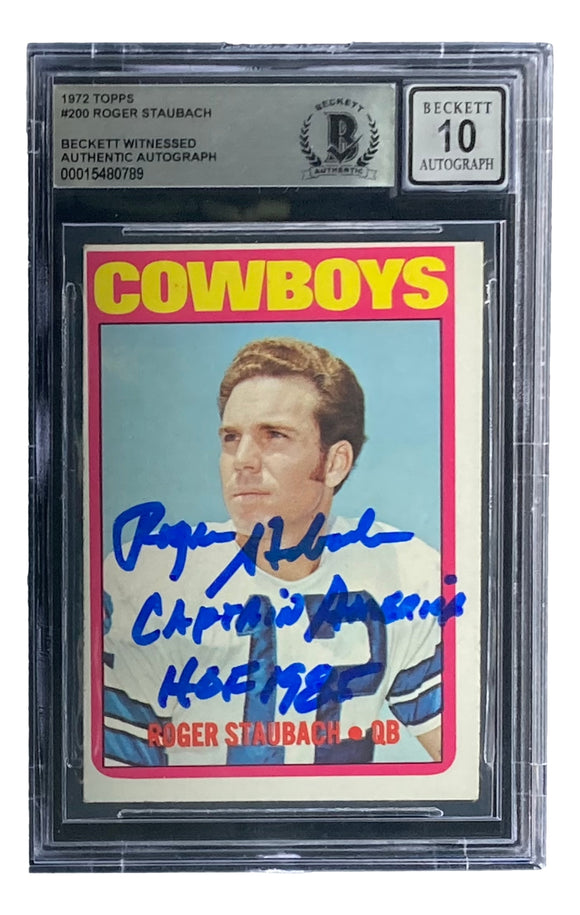 1972 TOPPS
#200 ROGER STAUBACH
BECKETT WITNESSED
AUTHENTIC AUTOGRAPH
00015480789
BECKETT
B
AUTHENTIC
BECKETT
10
AUTOGRAPH
COWBOYS
Roger Staubach
CAPTAIN AMERICA
HOF 1985
12
ROGER STAUBACH • QB